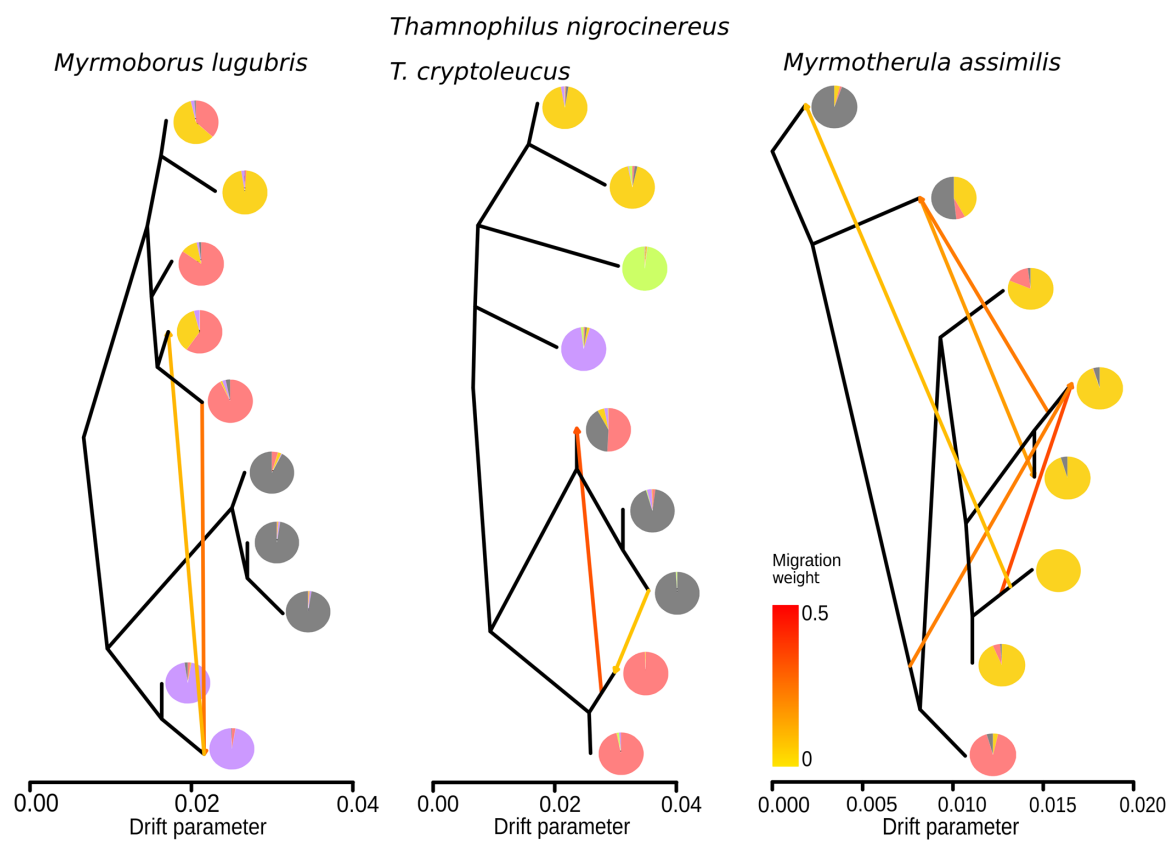 Thamnophilus nigrocinereus
Myrmoborus lugubris
T. cryptoleucus
Myrmotherula assimilis
Migration
weight
0.5
0
0.00 0.02 0.04
Drift parameter
0.00 0.02 0.04
Drift parameter
0.000 0.005 0.010 0.015 0.020
Drift parameter